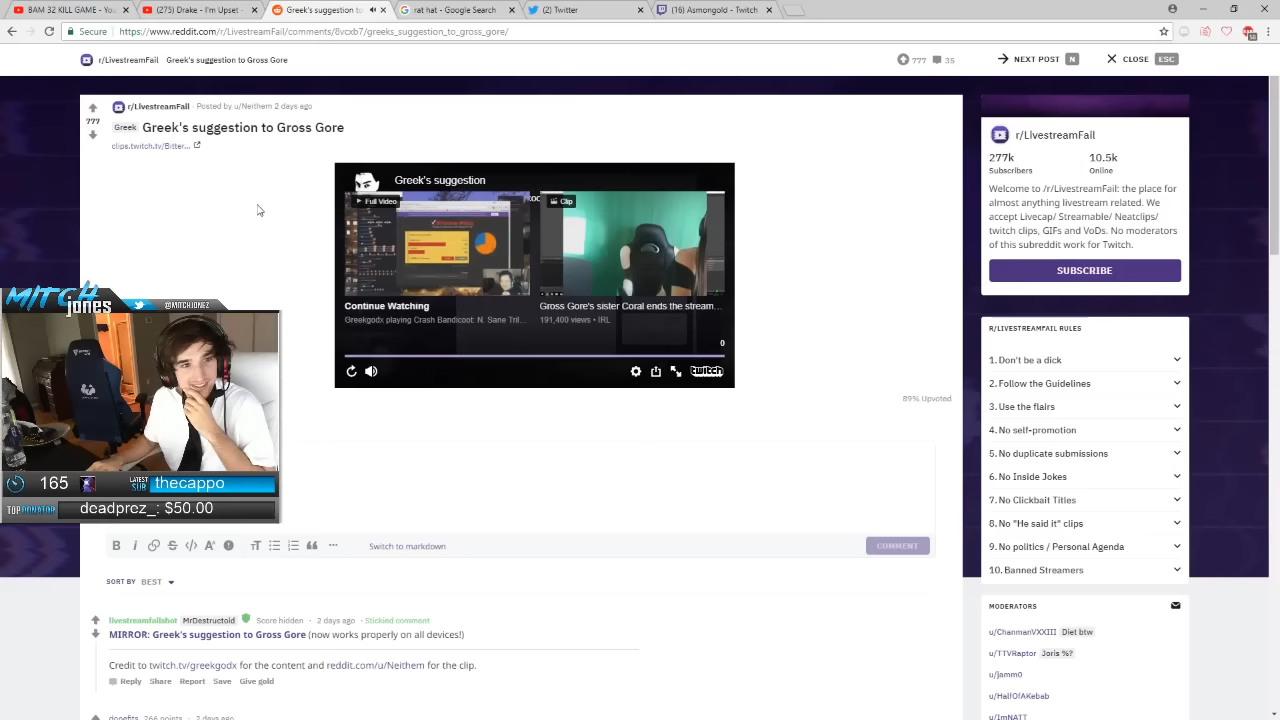 BAM 32 KILL GAME - You
(275) Drake - I'm Upset -
Greek's suggestion to
rat hat - Google Search
(2) Twitter
(16) Asmongold - Twitch
Secure
https://www.reddit.com/r/LivestreamFail/comments/8vcxb7/greeks_suggestion_to_gross_gore/
r/LivestreamFail Greek's suggestion to Gross Gore
777 35
NEXT POST N
CLOSE ESC
r/LivestreamFail · Posted by u/Neithem 2 days ago
777
Greek Greek's suggestion to Gross Gore
clips.twitch.tv/Bitter...
Greek's suggestion
Full Video
Clip
Continue Watching
Greekgodx playing Crash Bandicoot: N. Sane Tril...
Gross Gore's sister Coral ends the stream...
191,400 views • IRL
0
twitch
89% Upvoted
MITCH
jones
@MITCHJONEZ
165
LATEST SUB thecappo
TOP DONATOR deadprez_: $50.00
Switch to markdown
COMMENT
SORT BY BEST
livestreamfailsbot MrDestructoid Score hidden · 2 days ago · Stickied comment
MIRROR: Greek's suggestion to Gross Gore (now works properly on all devices!)
Credit to twitch.tv/greekgodx for the content and reddit.com/u/Neithem for the clip.
Reply Share Report Save Give gold
266 points · 2 days ago
r/LivestreamFail
277k
Subscribers
10.5k
Online
Welcome to /r/LivestreamFail: the place for
almost anything livestream related. We
accept Livecap/ Streamable/ Neatclips/
twitch clips, GIFs and VoDs. No moderators
of this subreddit work for Twitch.
SUBSCRIBE
R/LIVESTREAMFAIL RULES
1. Don't be a dick
2. Follow the Guidelines
3. Use the flairs
4. No self-promotion
5. No duplicate submissions
6. No Inside Jokes
7. No Clickbait Titles
8. No "He said it" clips
9. No politics / Personal Agenda
10. Banned Streamers
MODERATORS
u/ChanmanVXXIII Diet btw
u/TTVRaptor Joris %?
u/jamm0
u/HalfOfAKebab
u/ImNATT